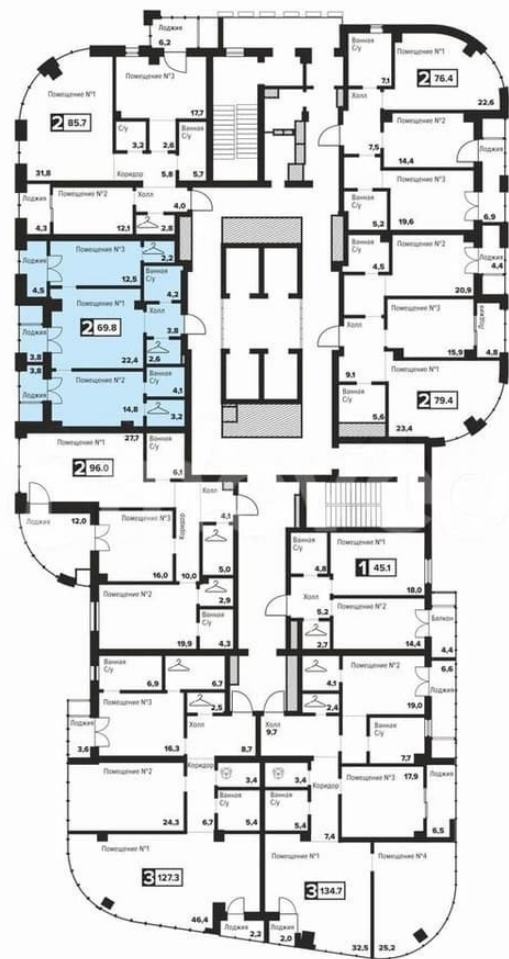 Лоджия
6,2
Помещение №3
17,7
Помещение №1
2 85.7
31,8
С/у
3,2
2,6
Ванная
С/у
5,7
Коридор
5,8
Холл
4,0
Лоджия
4,3
Помещение №2
12,1
2,8
Ванная
С/у
7,1
Помещение №1
2 76.4
22,6
Холл
7,5
Помещение №2
14,4
Лоджия
6,9
Помещение №3
19,6
Ванная
С/у
5,2
Лоджия
4,5
Помещение №3
12,5
2,2
Ванная
С/у
4,2
Помещение №1
2 69.8
22,4
Холл
3,8
2,6
Лоджия
3,8
3,8
Лоджия
Помещение №2
14,8
Ванная
С/у
4,1
3,2
Ванная
С/у
4,5
Помещение №2
20,9
Лоджия
4,4
Холл
9,1
Помещение №3
15,9
Лоджия
4,8
Помещение №1
2 79.4
23,4
5,6
Помещение №1
27,7
2 96.0
Ванная
С/у
6,1
Лоджия
12,0
Помещение №3
16,0
Коридор
10,0
Холл
4,1
5,0
Помещение №2
19,9
2,9
Ванная
С/у
4,3
Ванная
С/у
4,8
Помещение №1
1 45.1
18,0
Холл
5,2
2,7
Помещение №2
14,4
Балкон
4,4
Ванная
С/у
6,9
6,7
2,5
Помещение №3
16,3
Лоджия
3,6
Холл
8,7
Помещение №2
24,3
Коридор
6,7
3,4
Ванная
С/у
5,4
Помещение №1
3 127.3
46,4
Лоджия
2,2
4,1
2,4
Помещение №2
19,0
6,6
Лоджия
Холл
9,7
Ванная
С/у
7,7
3,4
Ванная
С/у
5,4
Коридор
7,4
Помещение №3
17,9
Лоджия
6,5
Помещение №1
3 134.7
32,5
Лоджия
2,0
Помещение №4
25,2